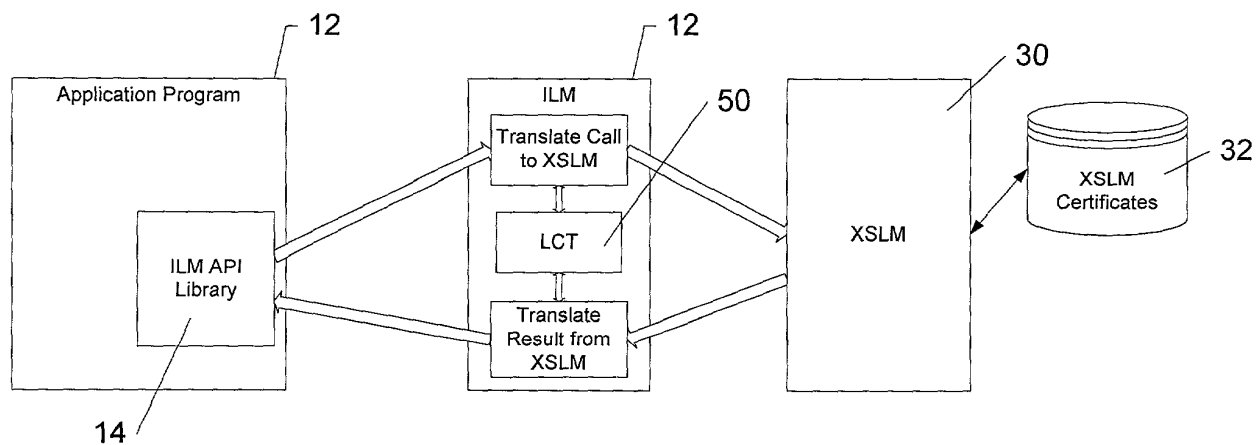 12
12
30
Application Program
ILM
50
Translate Call
to XSLM
32
XSLM
Certificates
LCT
XSLM
ILM API
Library
Translate
Result from
XSLM
14